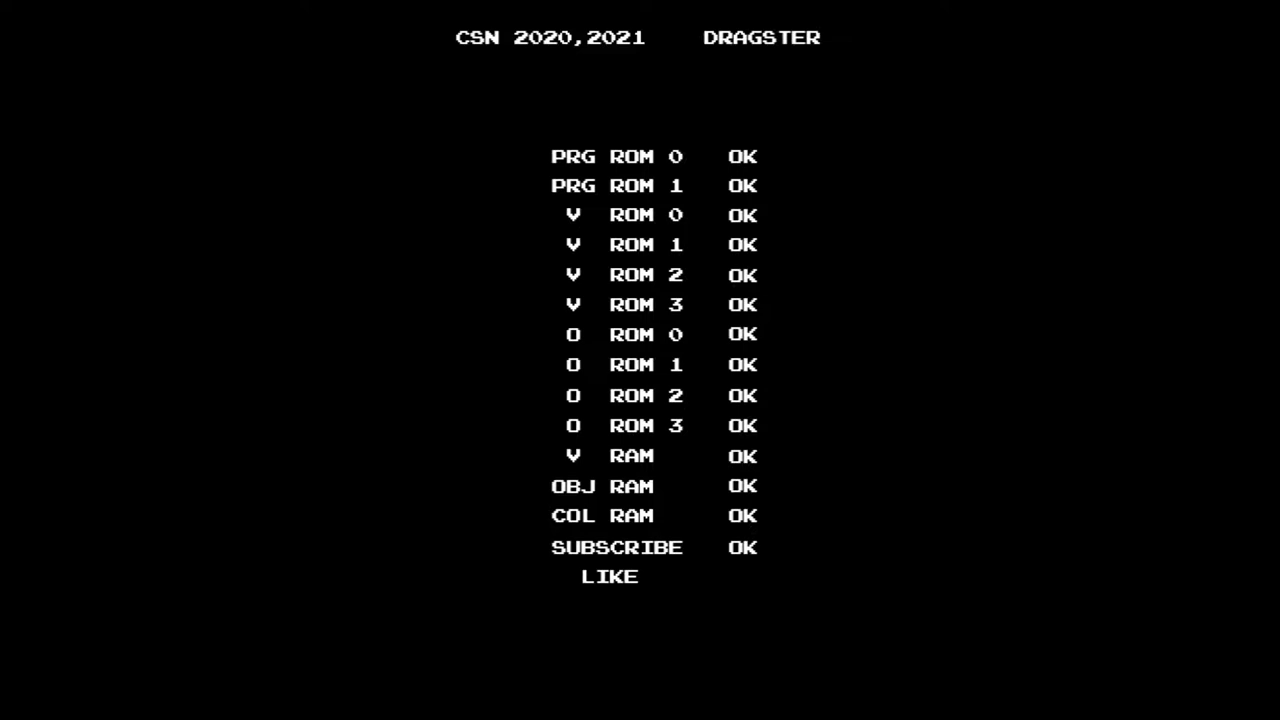 CSN 2020,2021 DRAGSTER
PRG ROM 0 OK
PRG ROM 1 OK
V ROM 0 OK
V ROM 1 OK
V ROM 2 OK
V ROM 3 OK
O ROM 0 OK
O ROM 1 OK
O ROM 2 OK
O ROM 3 OK
V RAM OK
OBJ RAM OK
COL RAM OK
SUBSCRIBE OK
LIKE